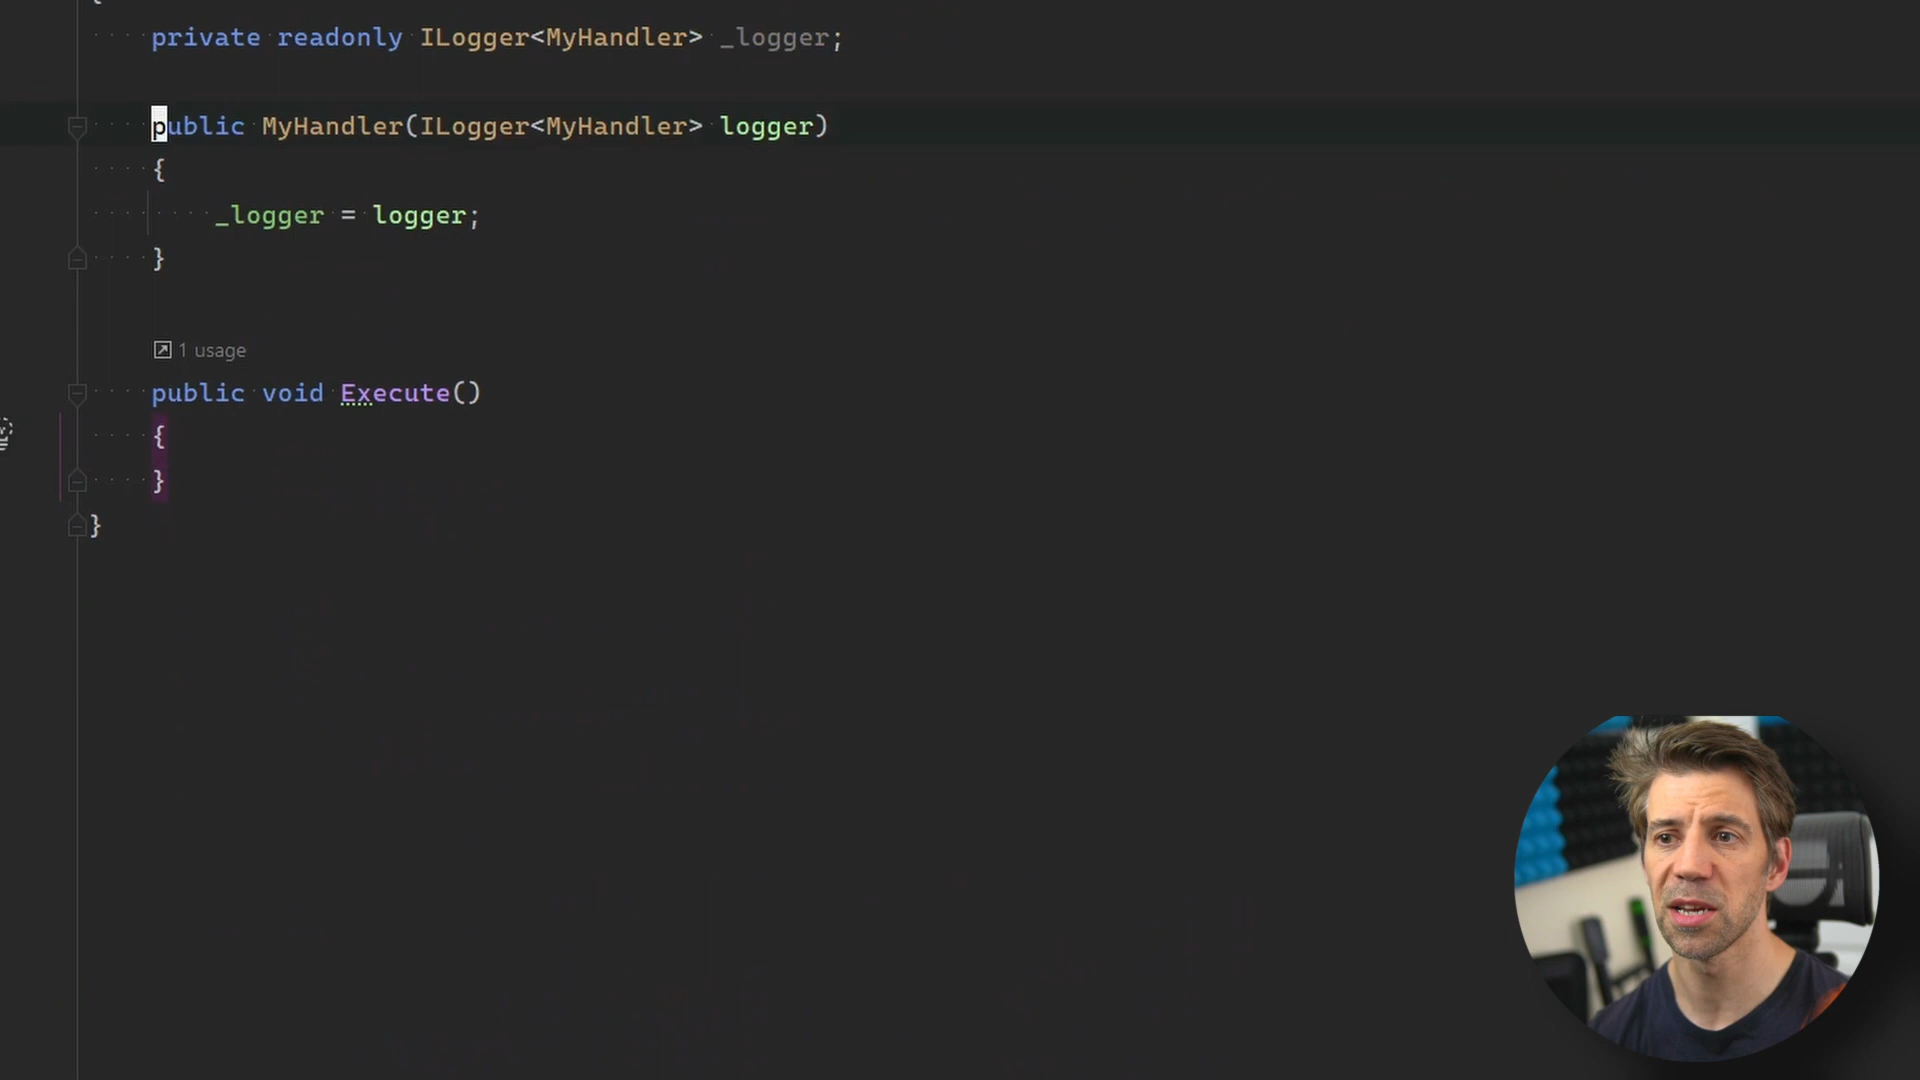 {
private readonly ILogger<MyHandler> _logger;
public MyHandler(ILogger<MyHandler> logger)
{
_logger = logger;
}
1 usage
public void Execute()
{
}
}